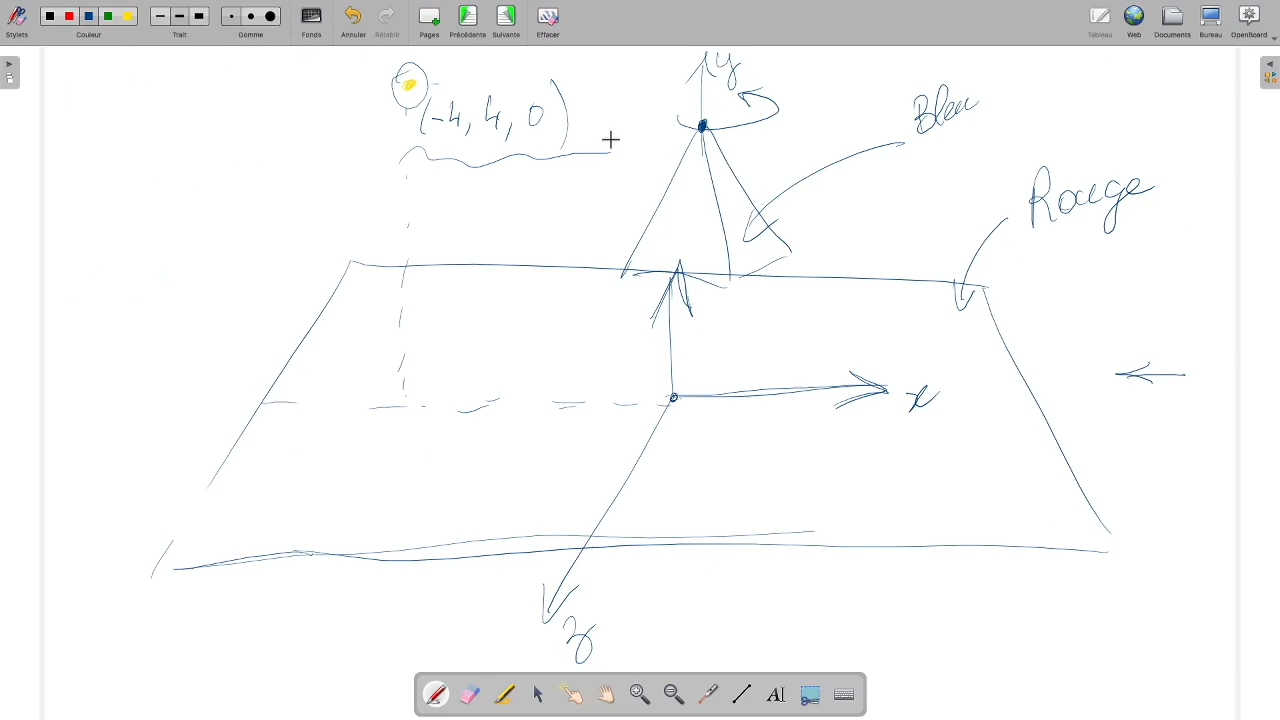 Stylets Couleur Trait Gomme Fonds Annuler Rétablir Pages Précédente Suivante Effacer Tableau Web Documents Bureau OpenBoard
y
(-4, 4, 0)
Bleu
Rouge
x
z
AI